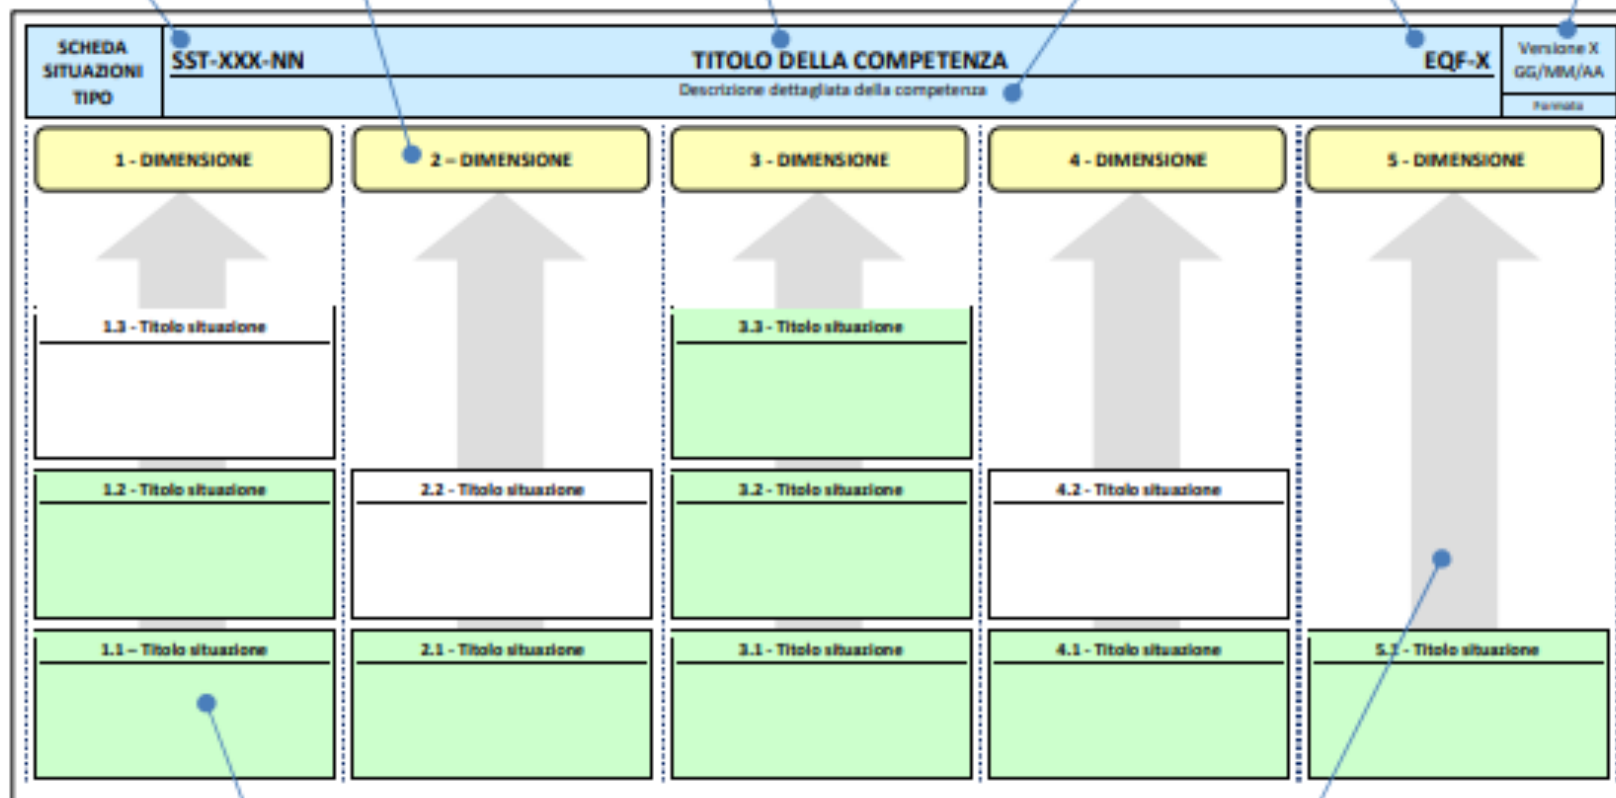 SCHEDA
SITUAZIONI
TIPO
SST-XXX-NN
TITOLO DELLA COMPETENZA
EQF-X
Descrizione dettagliata della competenza
Versione X
GG/MM/AA
Formato
1 - DIMENSIONE
2 – DIMENSIONE
3 - DIMENSIONE
4 - DIMENSIONE
5 - DIMENSIONE
1.3 - Titolo situazione
3.3 - Titolo situazione
1.2 - Titolo situazione
2.2 - Titolo situazione
3.2 - Titolo situazione
4.2 - Titolo situazione
1.1 – Titolo situazione
2.1 - Titolo situazione
3.1 - Titolo situazione
4.1 - Titolo situazione
5.1 - Titolo situazione